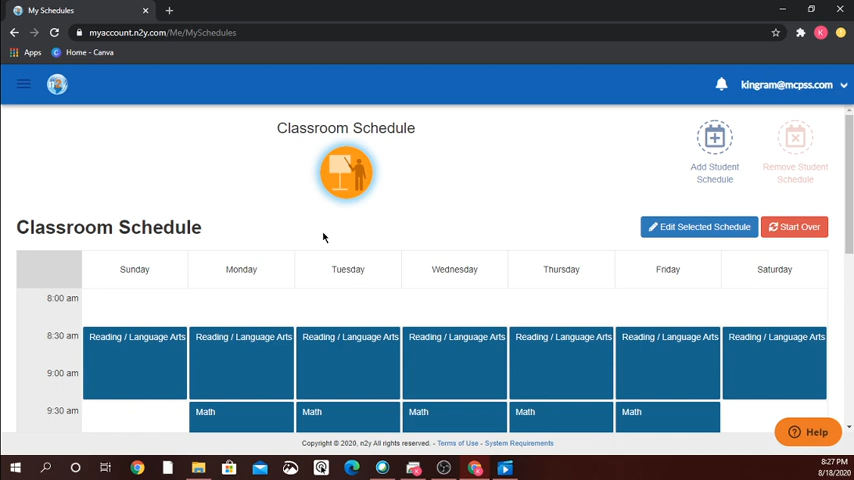 My Schedules
myaccount.n2y.com/Me/MySchedules
K
Apps
Home - Canva
n2y
kingram@mcpss.com
Classroom Schedule
Add Student
Schedule
Remove Student
Schedule
Classroom Schedule
Edit Selected Schedule
Start Over
Sunday Monday Tuesday Wednesday Thursday Friday Saturday
8:00 am
8:30 am
Reading / Language Arts Reading / Language Arts Reading / Language Arts Reading / Language Arts Reading / Language Arts Reading / Language Arts Reading / Language Arts
9:00 am
9:30 am
Math Math Math Math Math
Help
Copyright © 2020, n2y All rights reserved. - Terms of Use - System Requirements
8:27 PM
8/18/2020